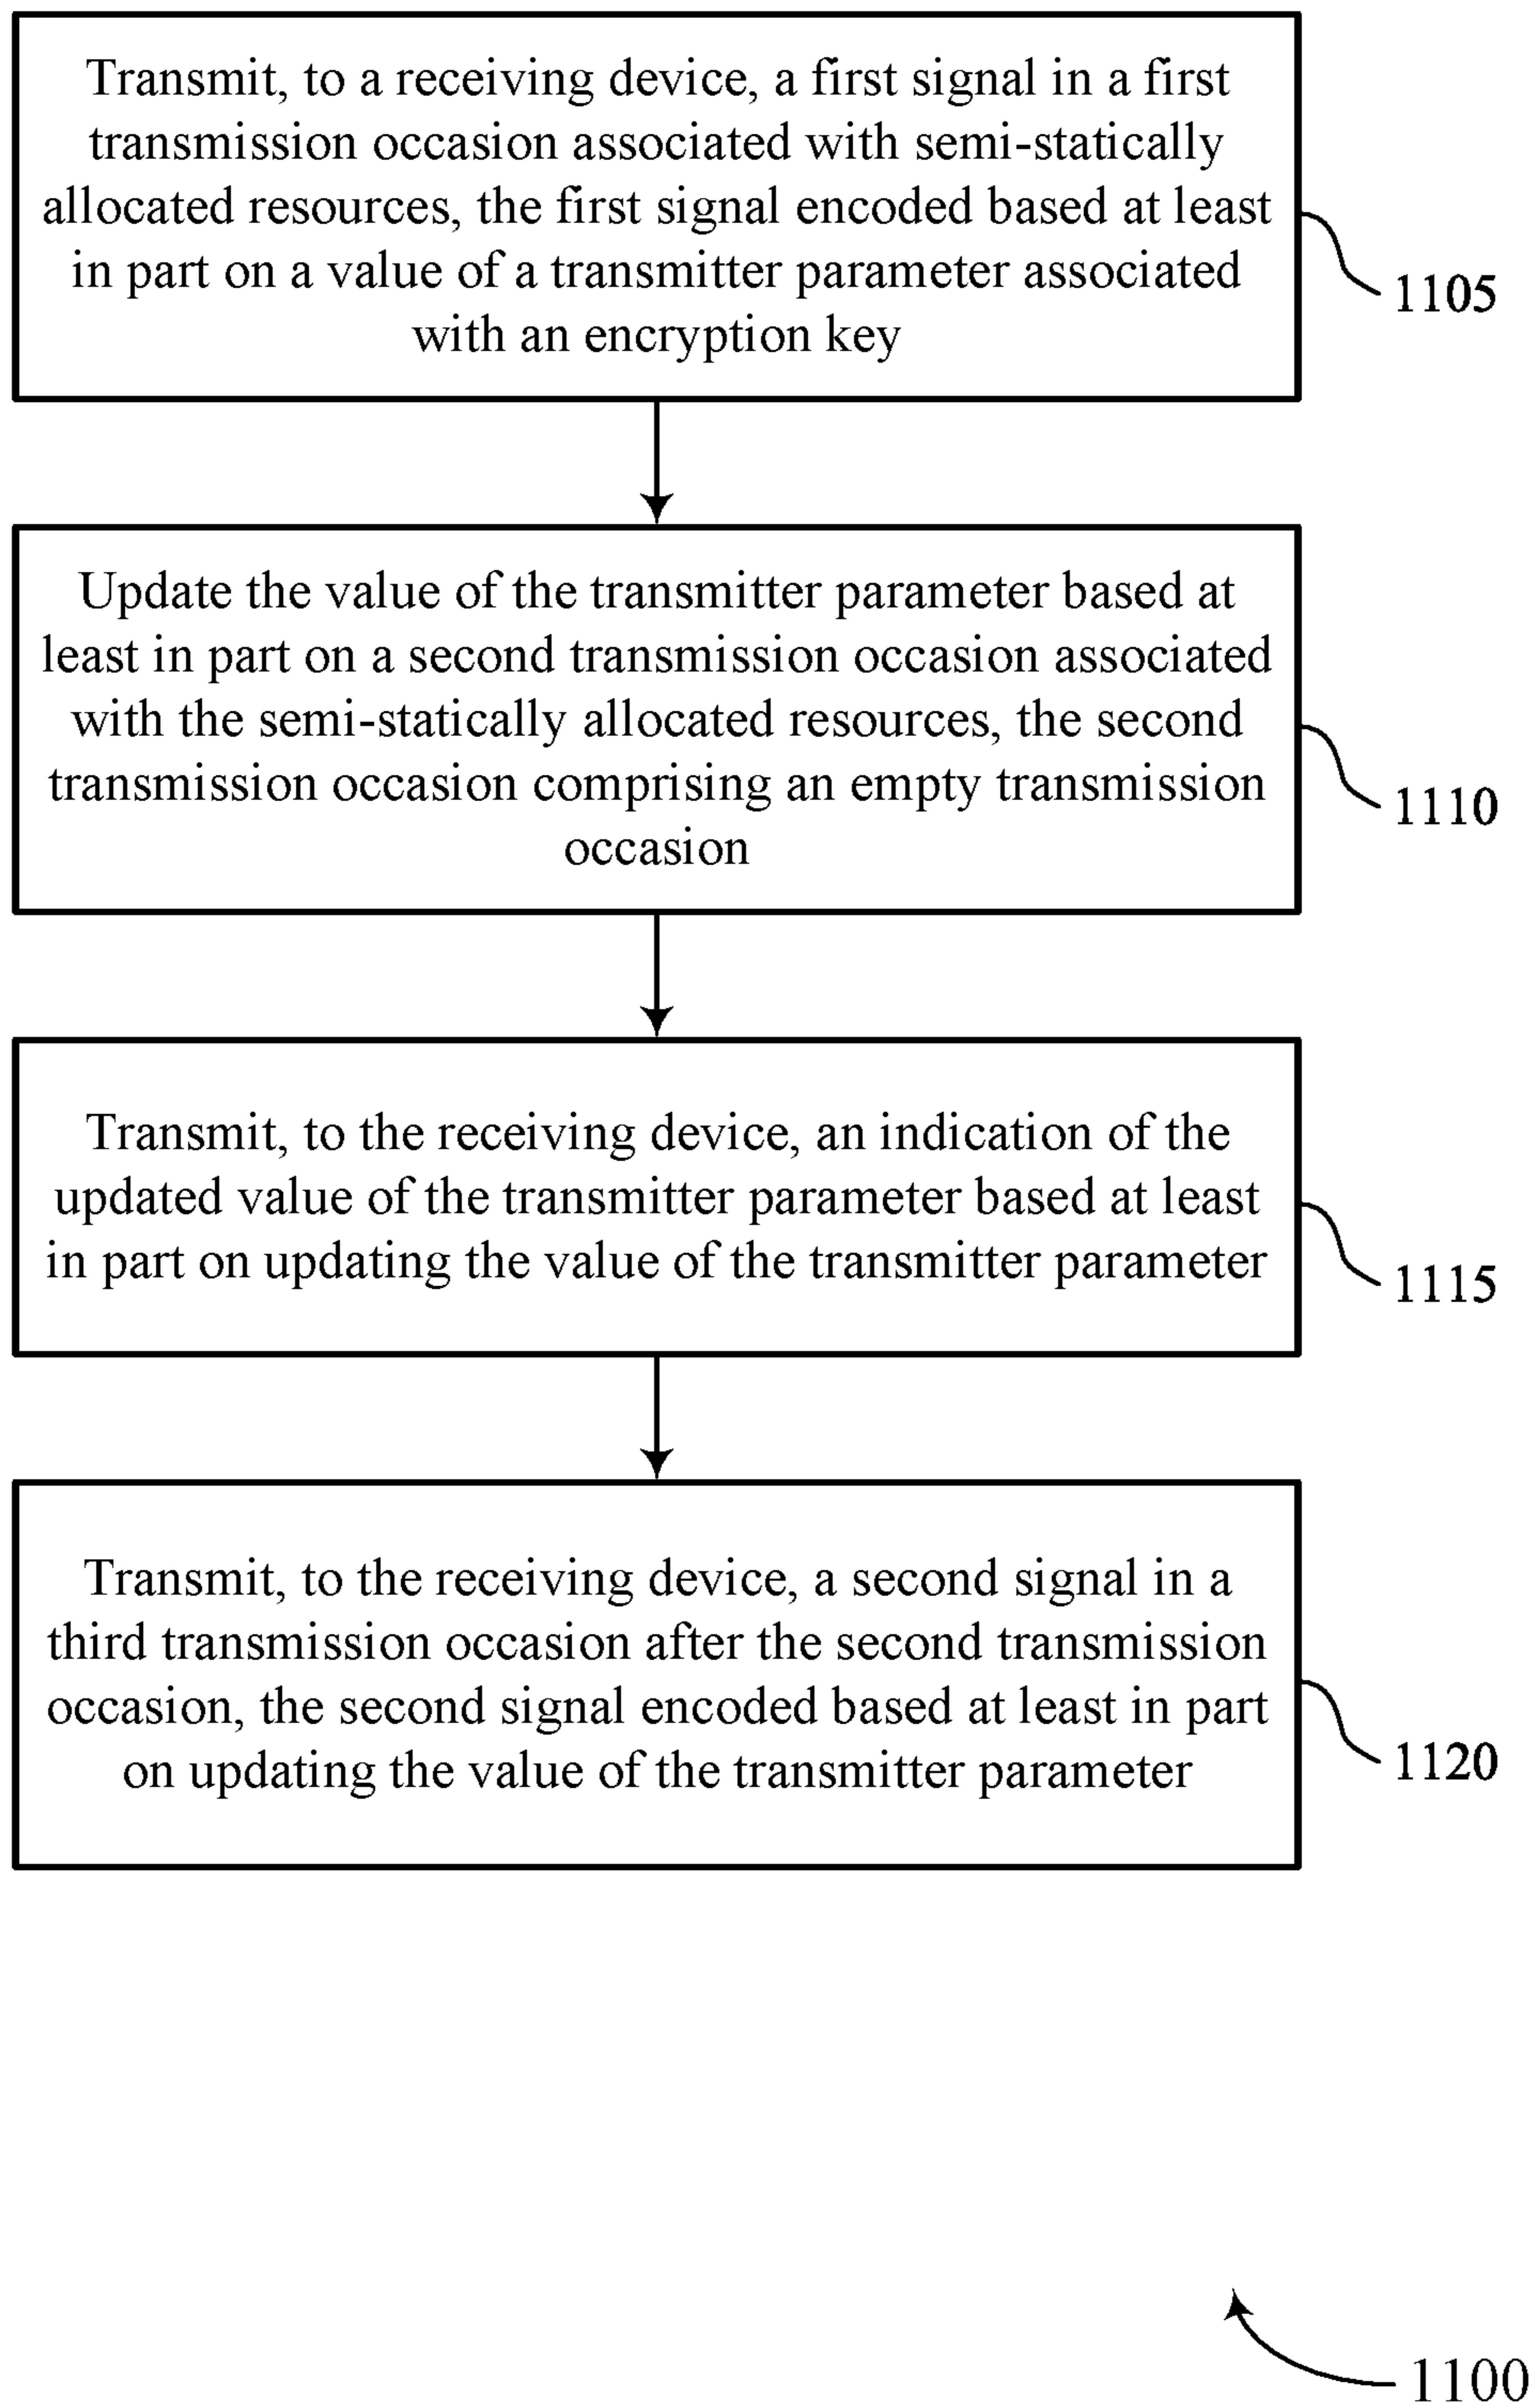 Transmit, to a receiving device, a first signal in a first
transmission occasion associated with semi-statically
allocated resources, the first signal encoded based at least
in part on a value of a transmitter parameter associated
with an encryption key
1105
Update the value of the transmitter parameter based at
least in part on a second transmission occasion associated
with the semi-statically allocated resources, the second
transmission occasion comprising an empty transmission
occasion
1110
Transmit, to the receiving device, an indication of the
updated value of the transmitter parameter based at least
in part on updating the value of the transmitter parameter
1115
Transmit, to the receiving device, a second signal in a
third transmission occasion after the second transmission
occasion, the second signal encoded based at least in part
on updating the value of the transmitter parameter
1120
1100